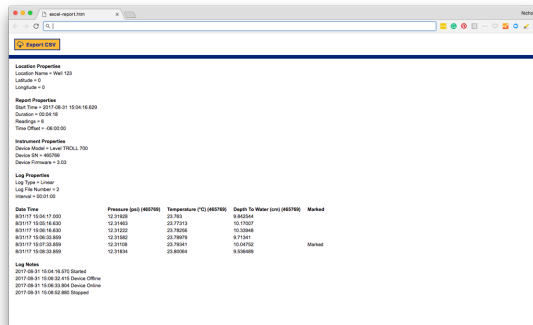 excel-report.htm
Export CSV
Location Properties
Location Name = Well 123
Latitude = 0
Longitude = 0
Report Properties
Start Time = 2017-08-31 15:04:16.629
Duration = 00:04:18
Readings = 6
Time Offset = -06:00:00
Instrument Properties
Device Model = Level TROLL 700
Device SN = 465769
Device Firmware = 3.03
Log Properties
Log Type = Linear
Log File Number = 2
Interval = 00:01:00
Date Time Pressure (psi) (465769) Temperature (°C) (465769) Depth To Water (cm) (465769) Marked
8/31/17 15:04:17.000 12.31928 23.763 9.842544
8/31/17 15:05:16.630 12.31463 23.77313 10.17007
8/31/17 15:06:16.630 12.31222 23.78256 10.33948
8/31/17 15:06:33.859 12.31582 23.78979 9.71341
8/31/17 15:07:33.859 12.31108 23.79341 10.04752 Marked
8/31/17 15:08:33.859 12.31834 23.80064 9.536489
Log Notes
2017-08-31 15:04:16.570 Started
2017-08-31 15:06:32.415 Device Offline
2017-08-31 15:06:33.804 Device Online
2017-08-31 15:08:52.880 Stopped